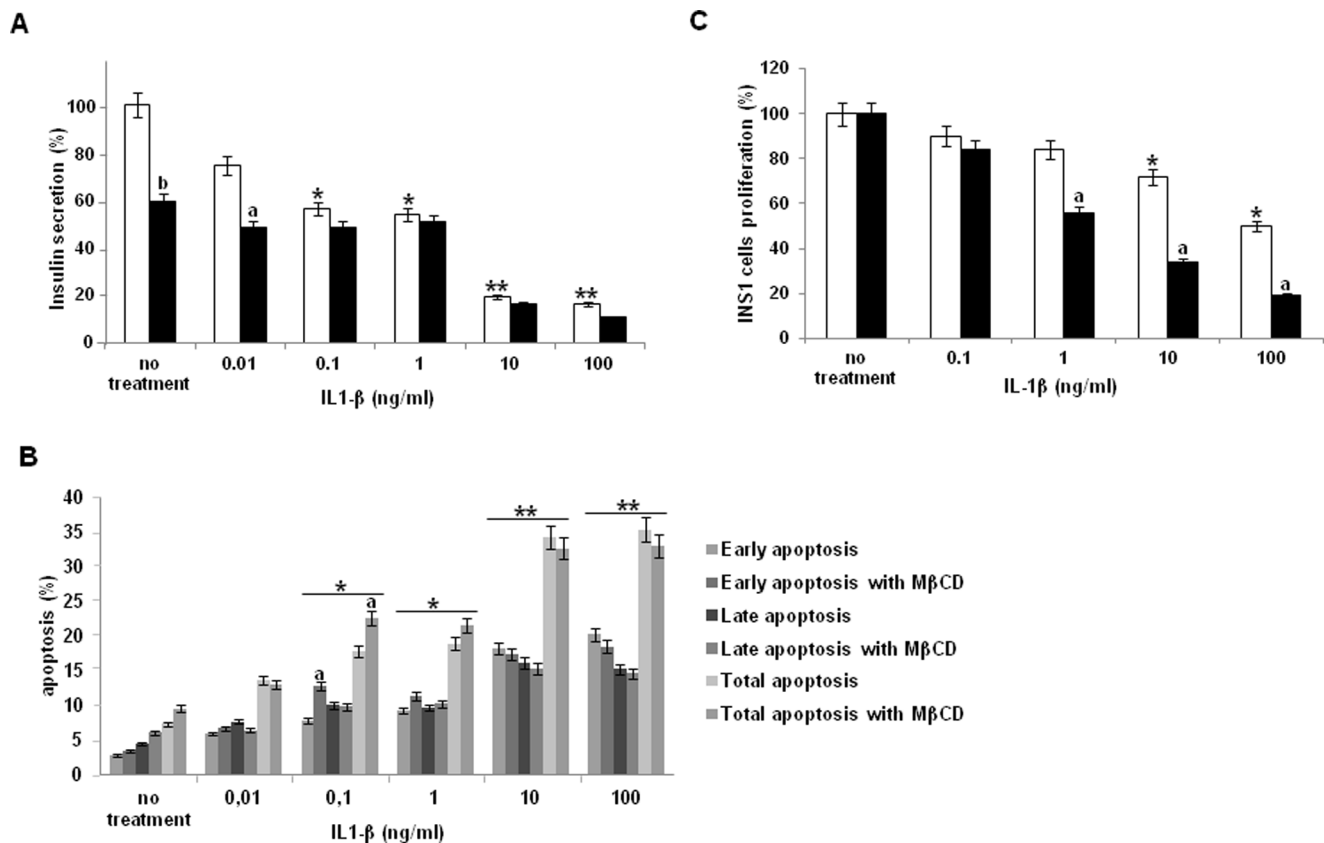 A
Insulin secretion (%)
100
80
60
40
20
0
b
a
*
*
**
**
no
treatment
0.01
0.1
1
10
100
IL1-β (ng/ml)
C
INS1 cells proliferation (%)
120
100
80
60
40
20
0
a
*
a
*
a
no
treatment
0.1
1
10
100
IL-1β (ng/ml)
B
apoptosis (%)
40
35
30
25
20
15
10
5
0
*
a
a
*
**
**
no
treatment
0,01
0,1
1
10
100
IL1-β (ng/ml)
Early apoptosis
Early apoptosis with MβCD
Late apoptosis
Late apoptosis with MβCD
Total apoptosis
Total apoptosis with MβCD